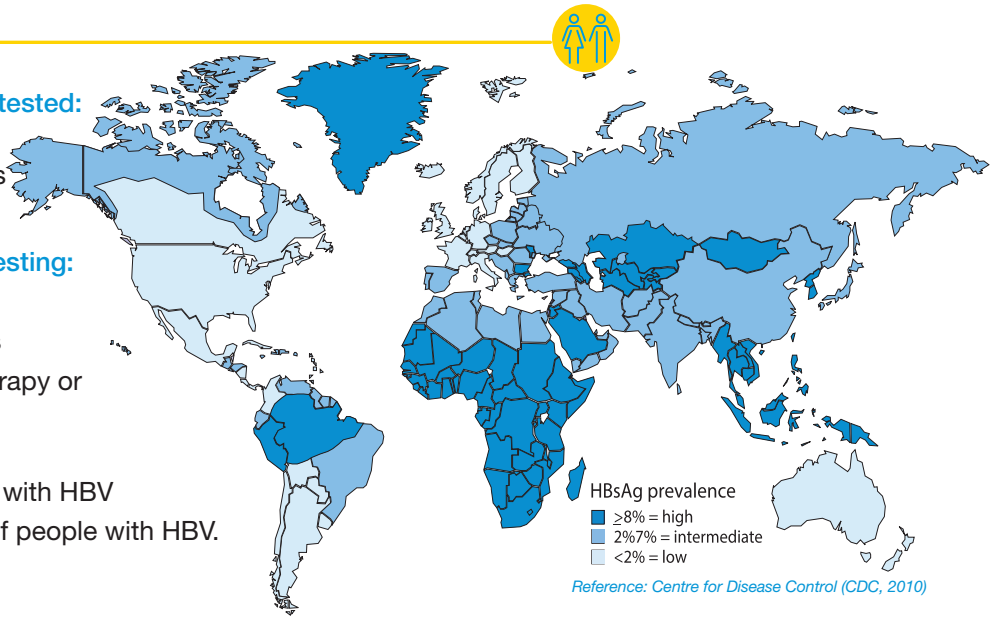 tested:
s
esting:
rapy or
with HBV
f people with HBV.
HBsAg prevalence
≥8% = high
2%7% = intermediate
<2% = low
Reference: Centre for Disease Control (CDC, 2010)